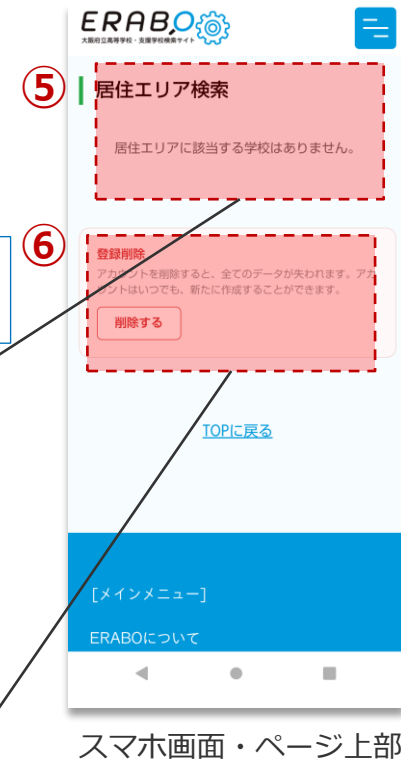 ERABO
大阪府立高等学校・支援学校検索サイト
⑤
居住エリア検索
居住エリアに該当する学校はありません。
⑥
登録削除
アカウントを削除すると、全てのデータが失われます。アカ
ウントはいつでも、新たに作成することができます。
削除する
TOPに戻る
[メインメニュー]
ERABOについて
スマホ画面・ページ上部